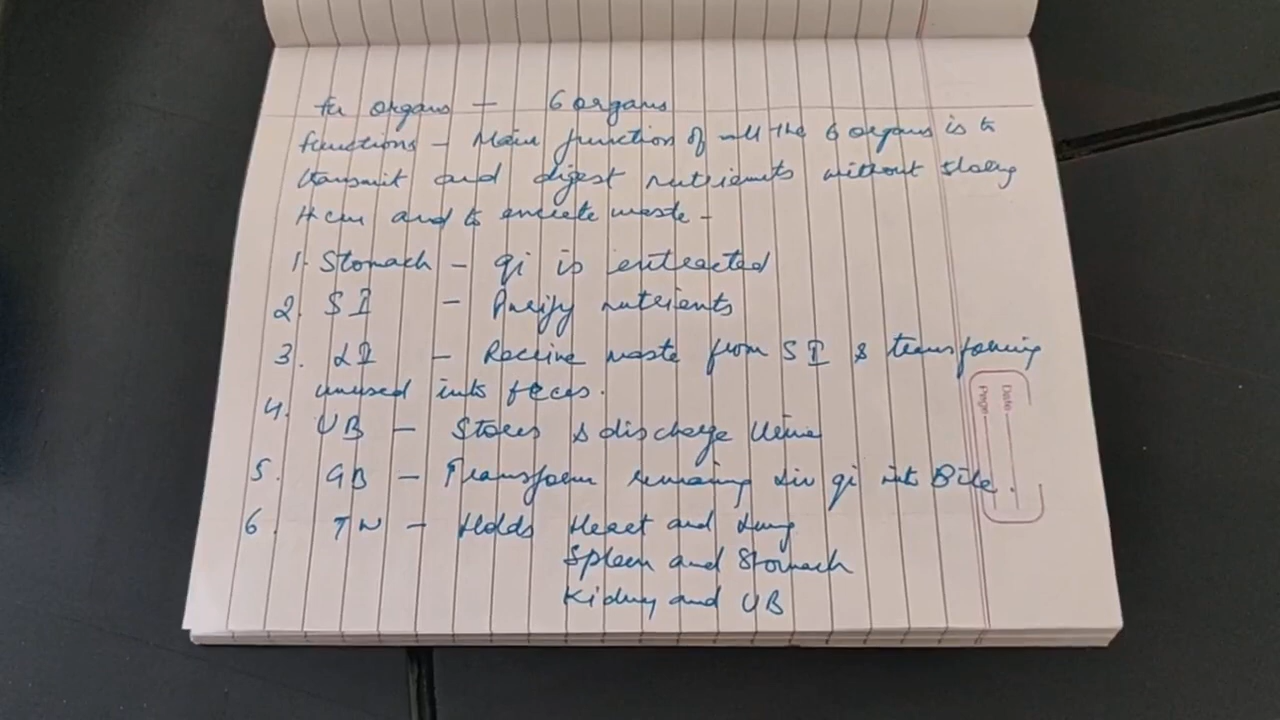 Fu organs - 6 organs
functions - Main function of all the 6 organs is to
transmit and digest nutrients without storing
them and to excrete waste -
1. Stomach - qi is extracted
2. SI - Purify nutrients
3. LI - Receive waste from SI & transforming
unused into feces.
4. UB - Stores & discharge Urine
5. GB - Transform remaining Liv qi into Bile.
6. TW - Holds Heart and Lung
Spleen and Stomach
Kidney and UB
Date
Page